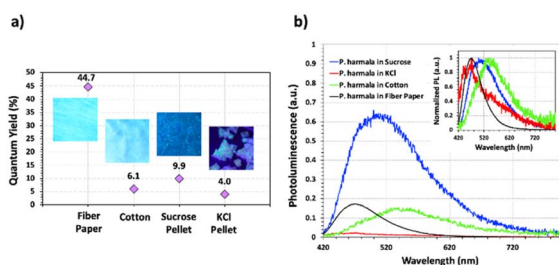 a)
Quantum Yield (%)
50
45
40
35
30
25
20
15
10
5
0
44.7
6.1
9.9
4.0
Fiber
Paper
Cotton
Sucrose
Pellet
KCl
Pellet
b)
Photoluminescence (a.u.)
1
0.9
0.8
0.7
0.6
0.5
0.4
0.3
0.2
0.1
0
P. harmala in Sucrose
P. harmala in KCl
P. harmala in Cotton
P. harmala in Fiber Paper
420
520
620
720
Wavelength (nm)
Normalized PL (a.u.)
1
0.8
0.6
0.4
0.2
0
420
520
620
720
Wavelength (nm)